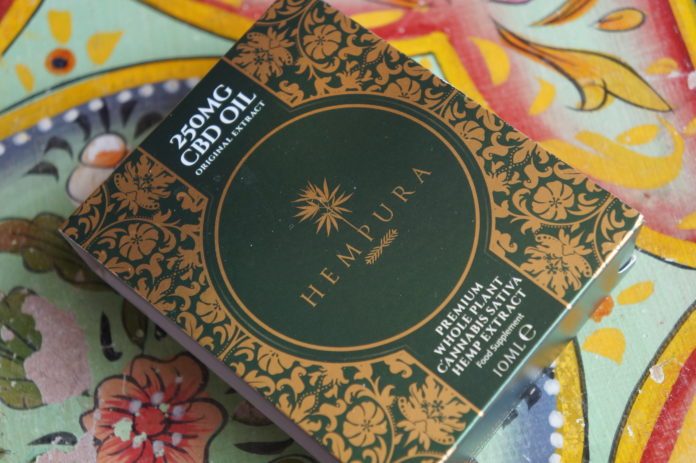 250MG
CBD OIL
ORIGINAL EXTRACT
HEMPURA
PREMIUM
WHOLE PLANT
CANNABIS SATIVA
HEMP EXTRACT
Food Supplement
10ML℮